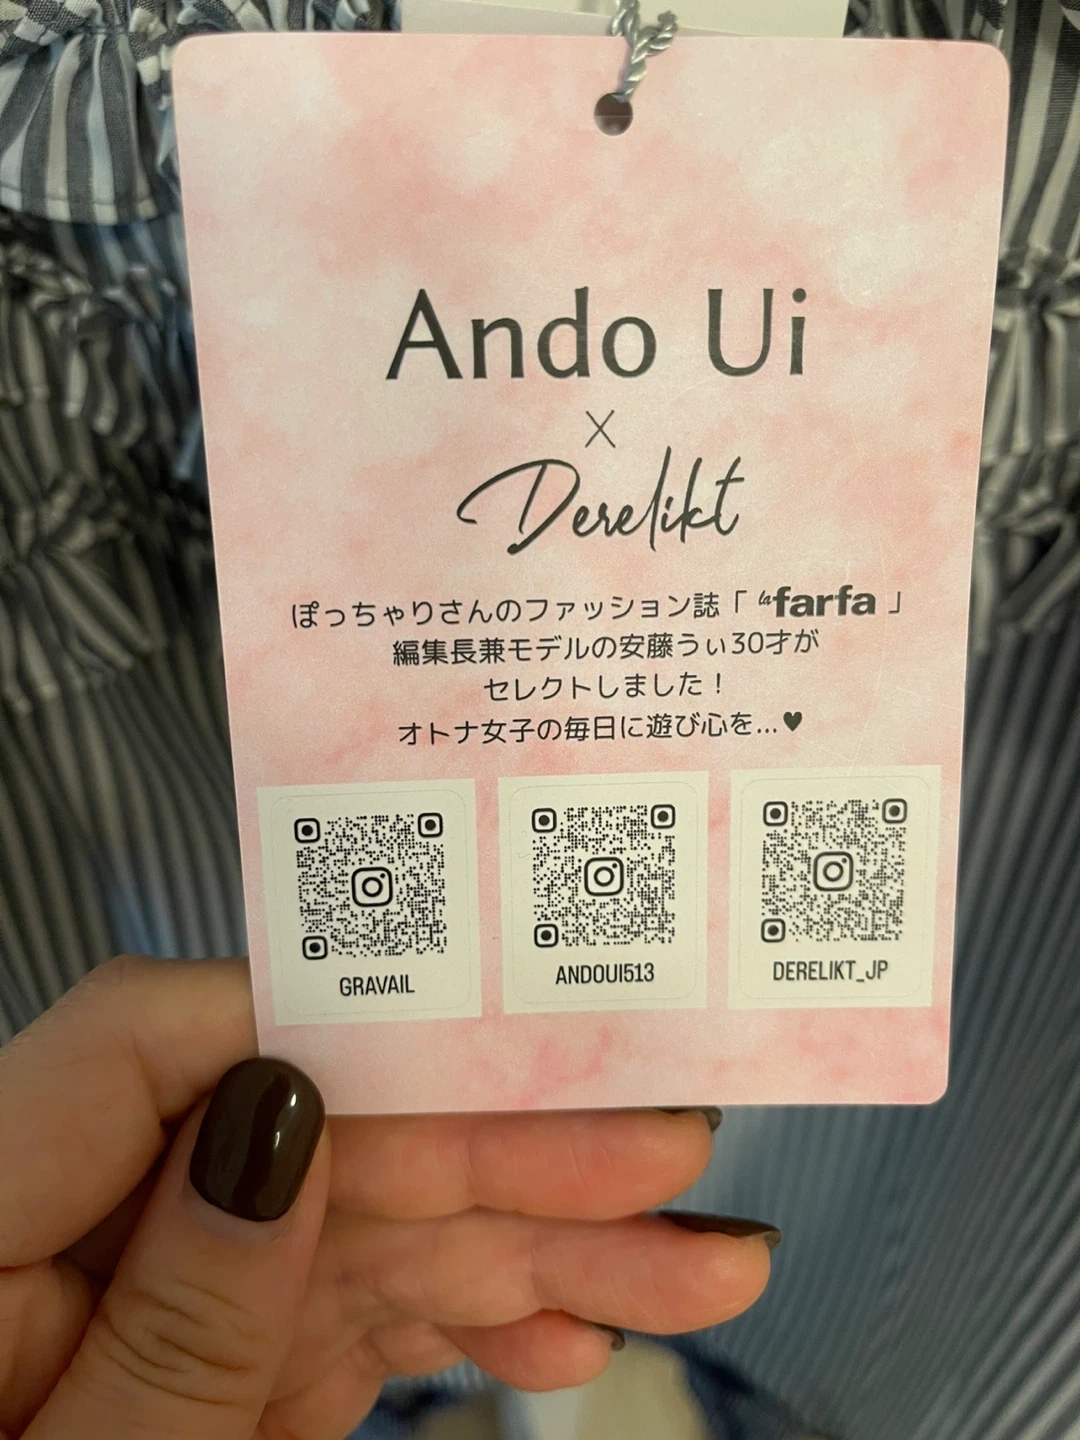 Ando Ui
×
Derelikt
ぽっちゃりさんのファッション誌「 la farfa 」
編集長兼モデルの安藤うぃ30才が
セレクトしました！
オトナ女子の毎日に遊び心を...♥
GRAVAIL
ANDOUI513
DERELIKT_JP